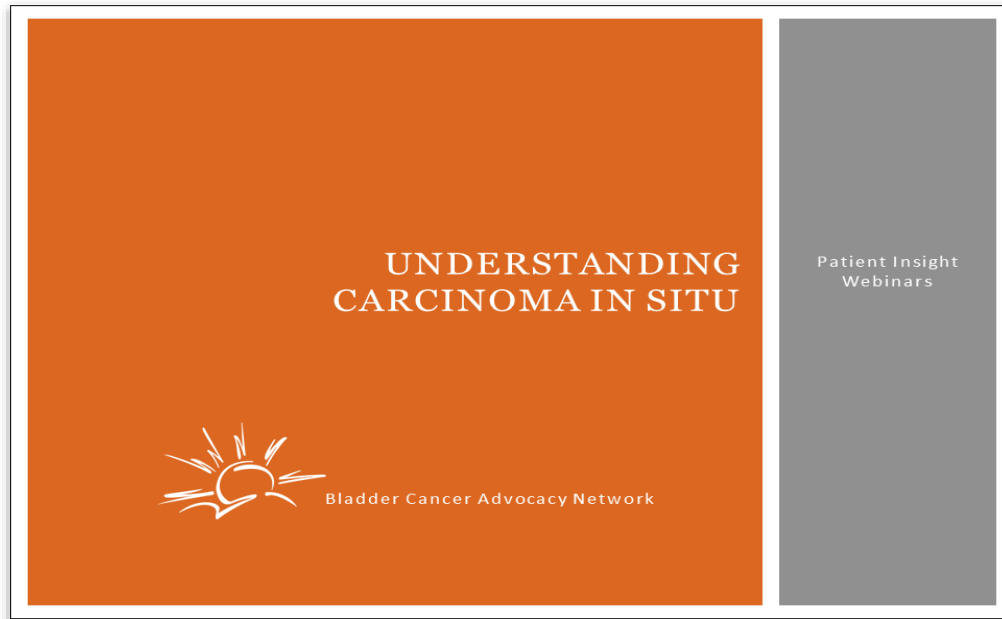 UNDERSTANDING
CARCINOMA IN SITU
Patient Insight
Webinars
Bladder Cancer Advocacy Network